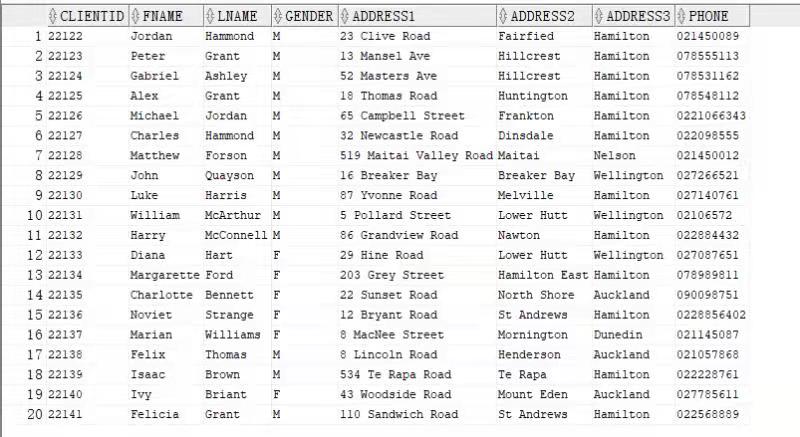 CLIENTID FNAME LNAME GENDER ADDRESS1 ADDRESS2 ADDRESS3 PHONE
1 22122 Jordan Hammond M 23 Clive Road Fairfied Hamilton 021450089
2 22123 Peter Grant M 13 Mansel Ave Hillcrest Hamilton 078555113
3 22124 Gabriel Ashley M 52 Masters Ave Hillcrest Hamilton 078531162
4 22125 Alex Grant M 18 Thomas Road Huntington Hamilton 078548112
5 22126 Michael Jordan M 65 Campbell Street Frankton Hamilton 0221066343
6 22127 Charles Hammond M 32 Newcastle Road Dinsdale Hamilton 022098555
7 22128 Matthew Forson M 519 Maitai Valley Road Maitai Nelson 021450012
8 22129 John Quayson M 16 Breaker Bay Breaker Bay Wellington 027266521
9 22130 Luke Harris M 87 Yvonne Road Melville Hamilton 027140761
10 22131 William McArthur M 5 Pollard Street Lower Hutt Wellington 02106572
11 22132 Harry McConnell M 86 Grandview Road Nawton Hamilton 022884432
12 22133 Diana Hart F 29 Hine Road Lower Hutt Wellington 027087651
13 22134 Margarette Ford F 203 Grey Street Hamilton East Hamilton 078989811
14 22135 Charlotte Bennett F 22 Sunset Road North Shore Auckland 090098751
15 22136 Noviet Strange F 12 Bryant Road St Andrews Hamilton 0228856402
16 22137 Marian Williams F 8 MacNee Street Mornington Dunedin 021145087
17 22138 Felix Thomas M 8 Lincoln Road Henderson Auckland 021057868
18 22139 Isaac Brown M 534 Te Rapa Road Te Rapa Hamilton 022228761
19 22140 Ivy Briant F 43 Woodside Road Mount Eden Auckland 027785611
20 22141 Felicia Grant M 110 Sandwich Road St Andrews Hamilton 022568889